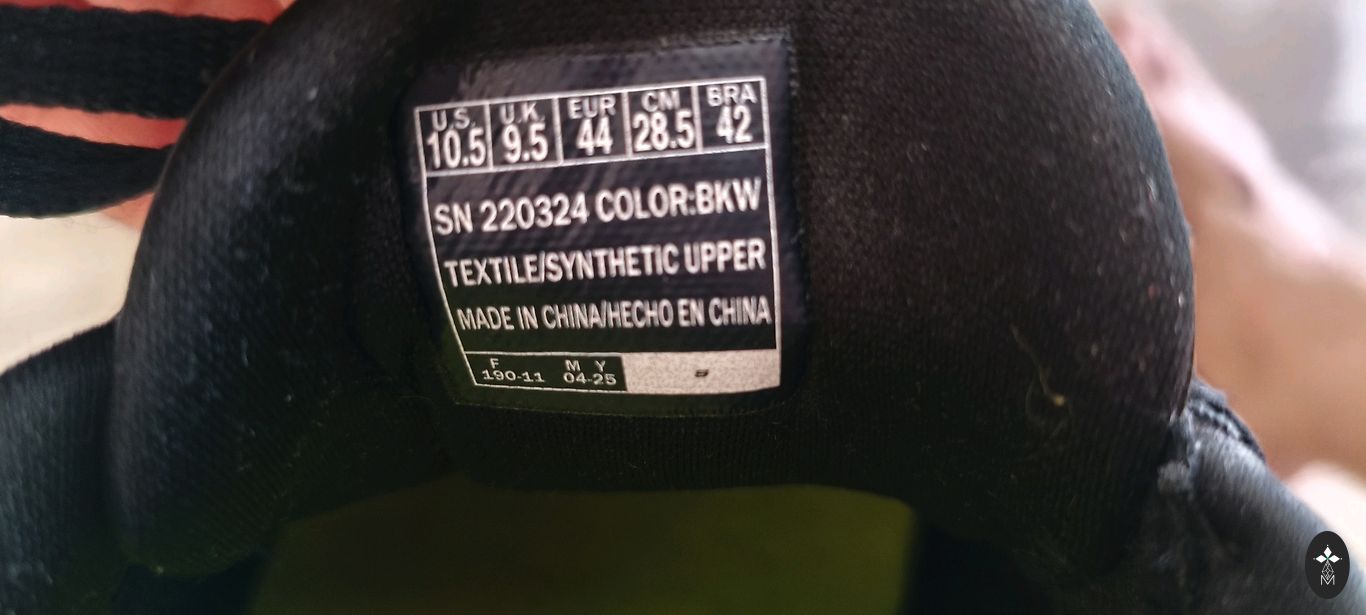 U.S. U.K. EUR CM BRA
10.5 9.5 44 28.5 42
SN 220324 COLOR:BKW
TEXTILE/SYNTHETIC UPPER
MADE IN CHINA/HECHO EN CHINA
F M Y
190-11 04-25
M